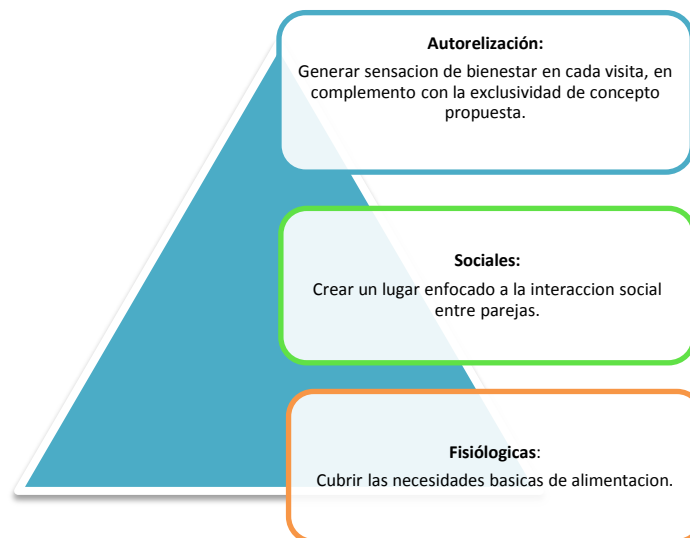 Autorelización:
Generar sensacion de bienestar en cada visita, en
complemento con la exclusividad de concepto
propuesta.
Sociales:
Crear un lugar enfocado a la interaccion social
entre parejas.
Fisiólogicas:
Cubrir las necesidades basicas de alimentacion.